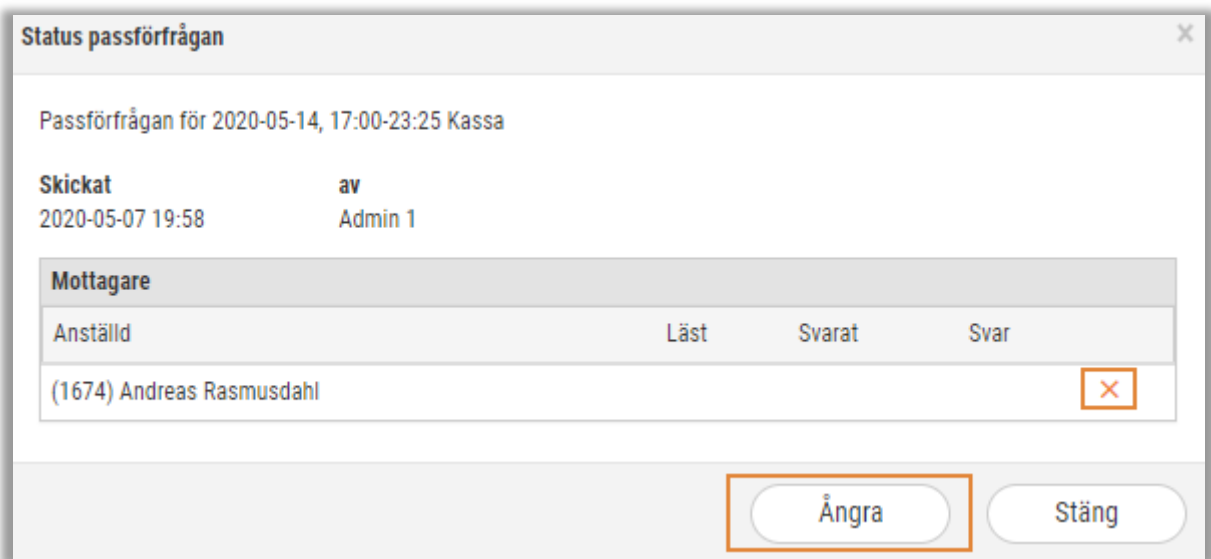 Status passförfrågan
Passförfrågan för 2020-05-14, 17:00-23:25 Kassa
Skickat av
2020-05-07 19:58 Admin 1
Mottagare
Anställd Läst Svarat Svar
(1674) Andreas Rasmusdahl
Ångra Stäng